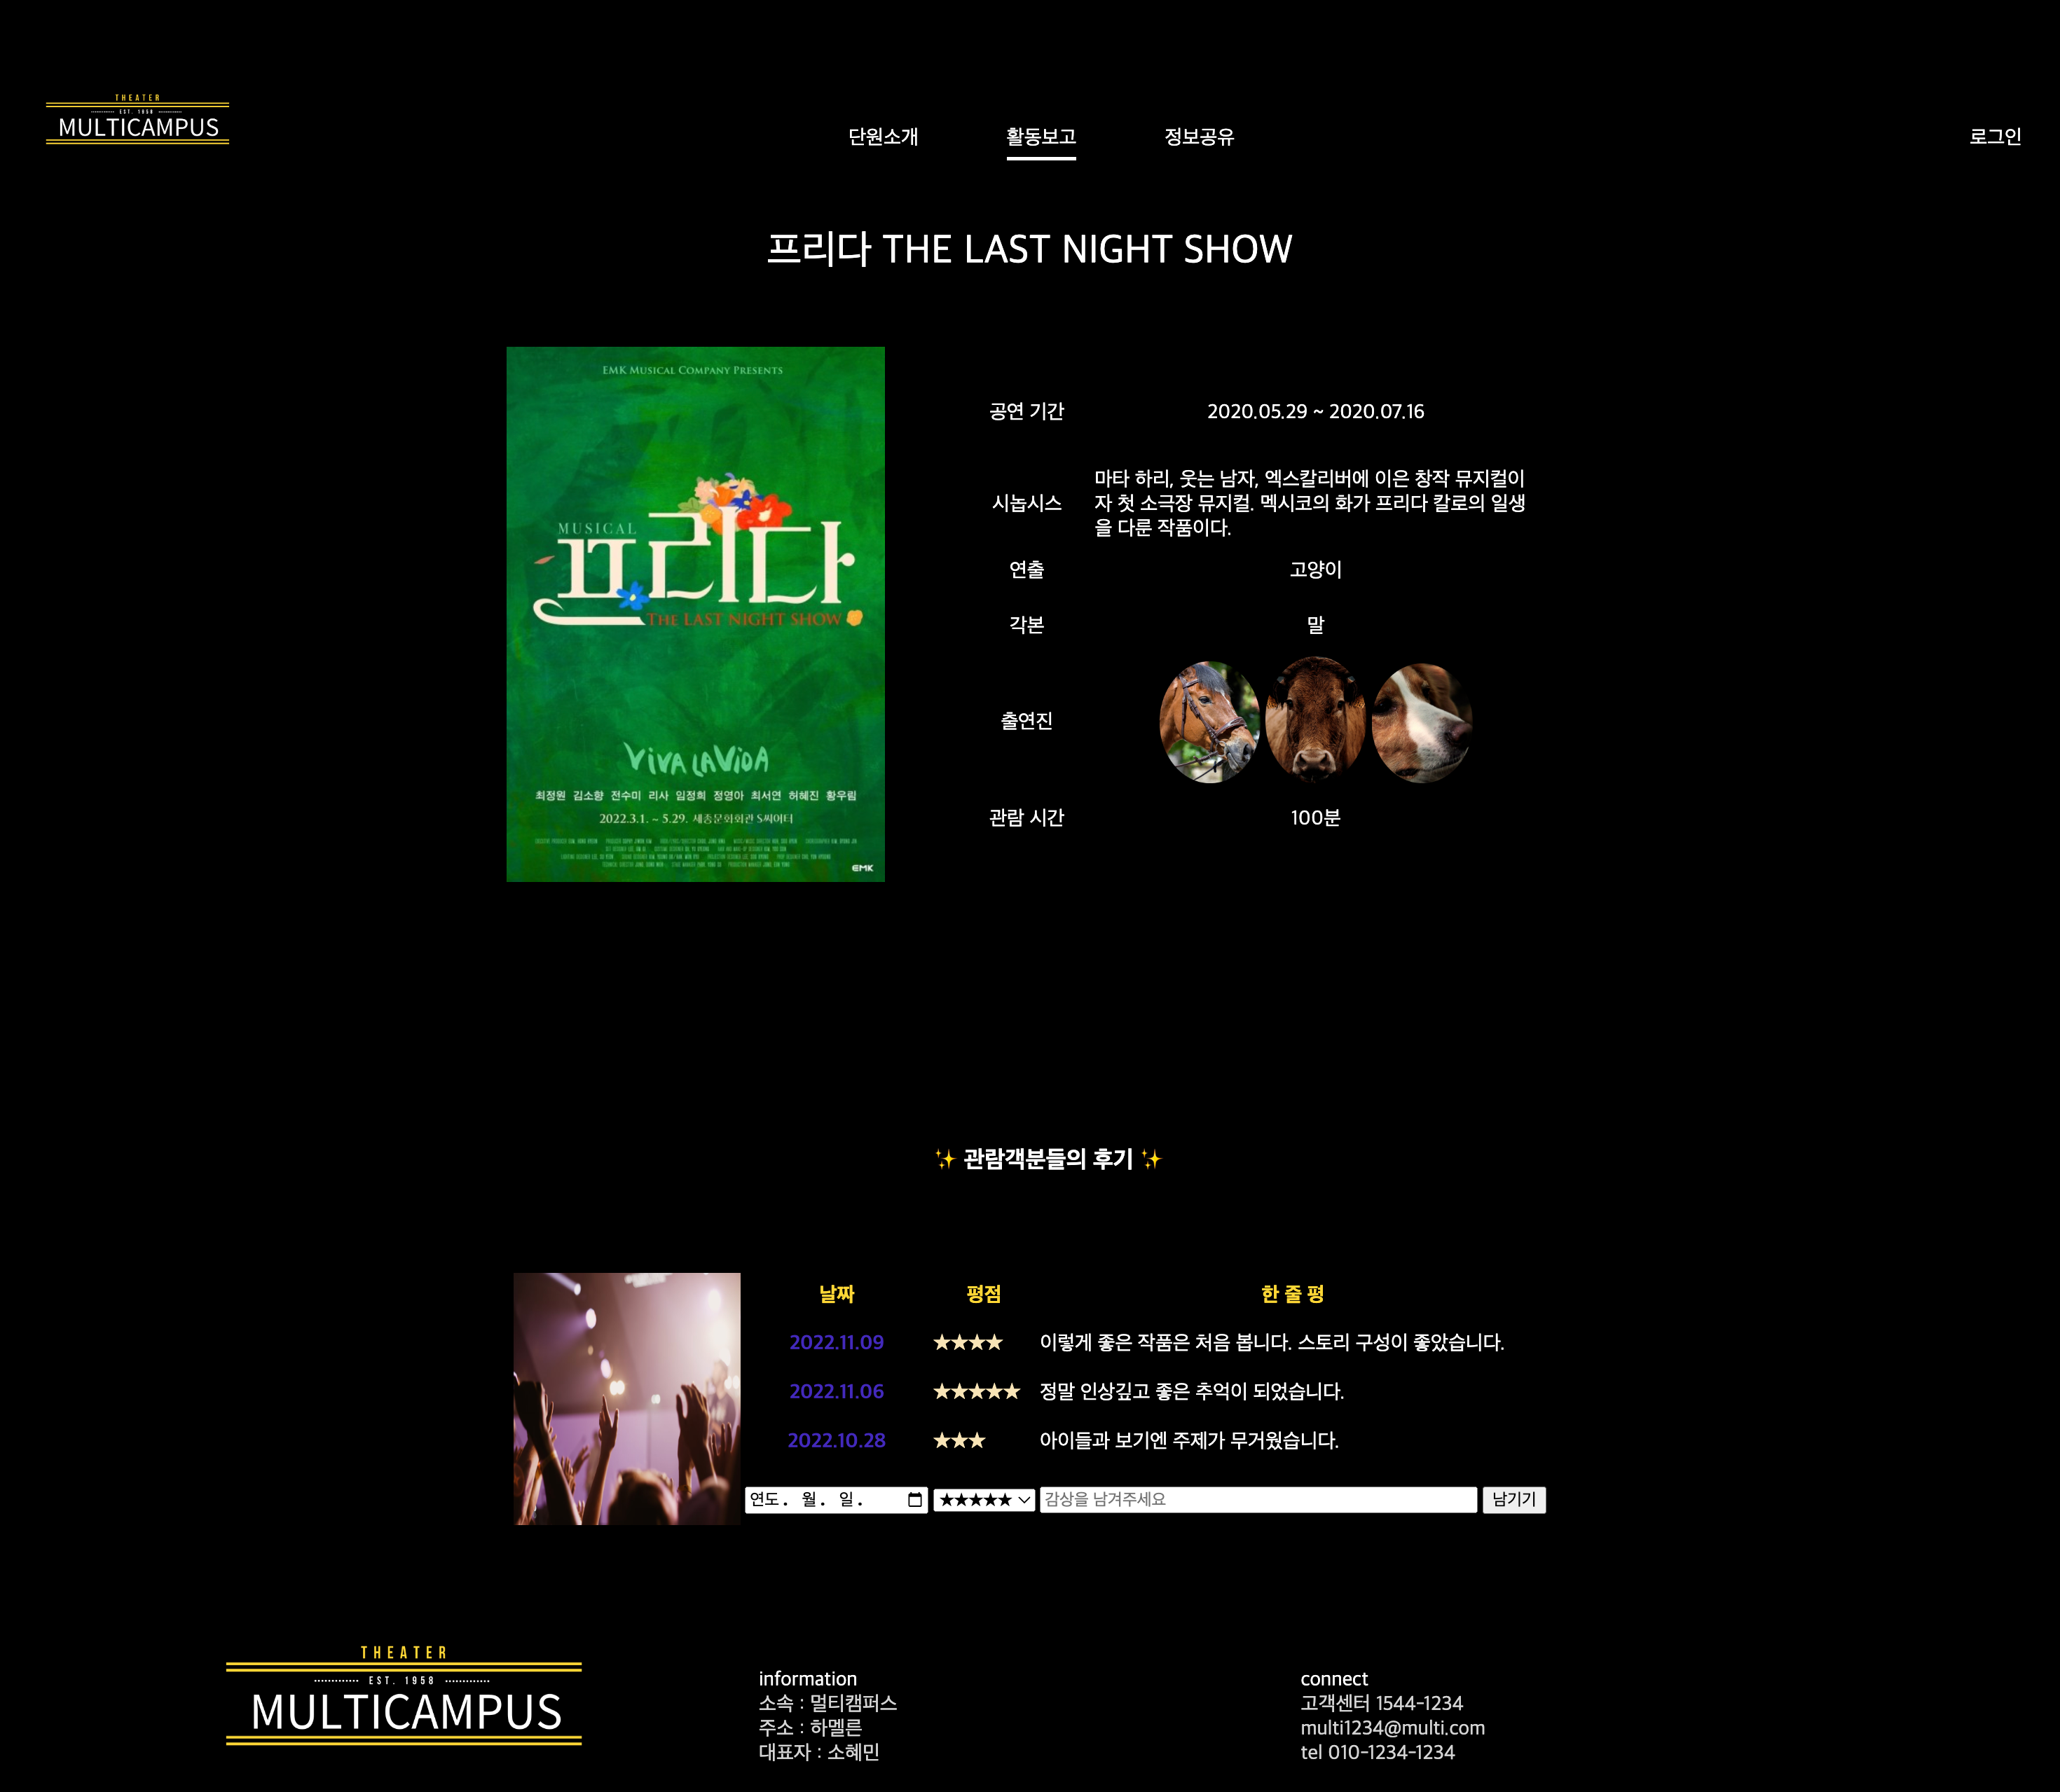 THEATER
EST. 1958
MULTICAMPUS
단원소개
활동보고
정보공유
로그인
프리다 THE LAST NIGHT SHOW
EMK MUSICAL COMPANY PRESENTS
MUSICAL
프리다
THE LAST NIGHT SHOW
VIVA LA VIDA
최정원 김소향 전수미 리사 임정희 정영아 최서연 허혜진 황우림
2022.3.1. ~ 5.29. 세종문화회관 S씨어터
EMK
공연 기간
2020.05.29 ~ 2020.07.16
시놉시스
마타 하리, 웃는 남자, 엑스칼리버에 이은 창작 뮤지컬이
자 첫 소극장 뮤지컬. 멕시코의 화가 프리다 칼로의 일생
을 다룬 작품이다.
연출
고양이
각본
말
출연진
관람 시간
100분
✨ 관람객분들의 후기 ✨
날짜
평점
한 줄 평
2022.11.09 ★★★★ 이렇게 좋은 작품은 처음 봅니다. 스토리 구성이 좋았습니다.
2022.11.06 ★★★★★ 정말 인상깊고 좋은 추억이 되었습니다.
2022.10.28 ★★★ 아이들과 보기엔 주제가 무거웠습니다.
연도. 월. 일.
★★★★★
감상을 남겨주세요
남기기
THEATER
EST. 1958
MULTICAMPUS
information
소속 : 멀티캠퍼스
주소 : 하멜른
대표자 : 소혜민
connect
고객센터 1544-1234
multi1234@multi.com
tel 010-1234-1234